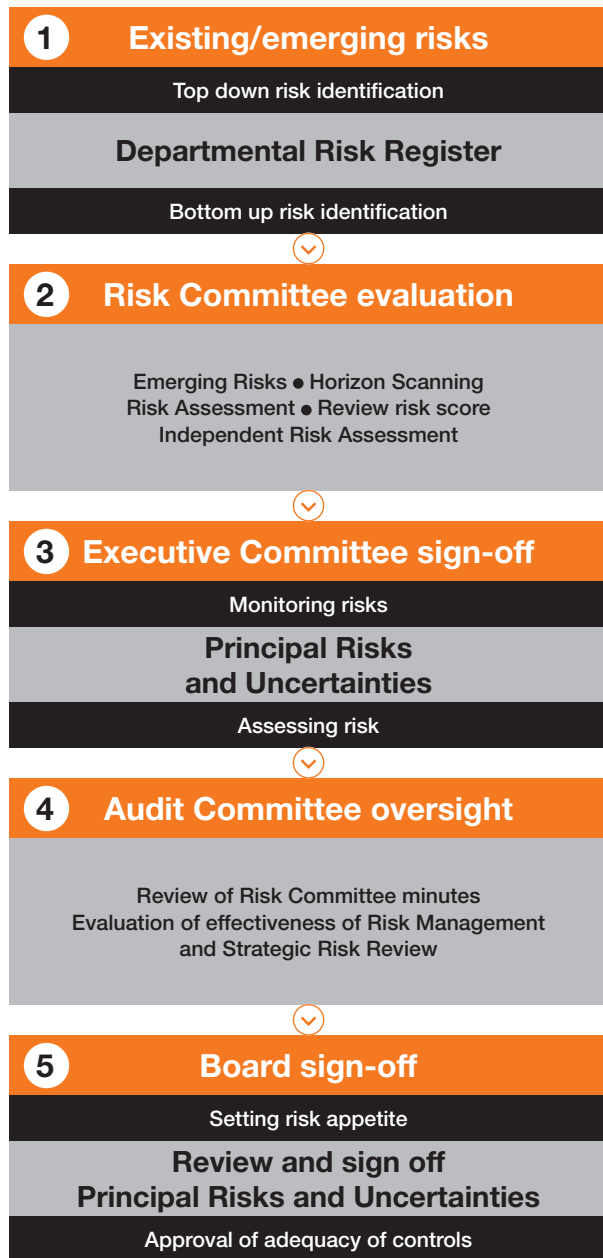 1 Existing/emerging risks
Top down risk identification
Departmental Risk Register
Bottom up risk identification
2 Risk Committee evaluation
Emerging Risks ● Horizon Scanning
Risk Assessment ● Review risk score
Independent Risk Assessment
3 Executive Committee sign-off
Monitoring risks
Principal Risks
and Uncertainties
Assessing risk
4 Audit Committee oversight
Review of Risk Committee minutes
Evaluation of effectiveness of Risk Management
and Strategic Risk Review
5 Board sign-off
Setting risk appetite
Review and sign off
Principal Risks and Uncertainties
Approval of adequacy of controls